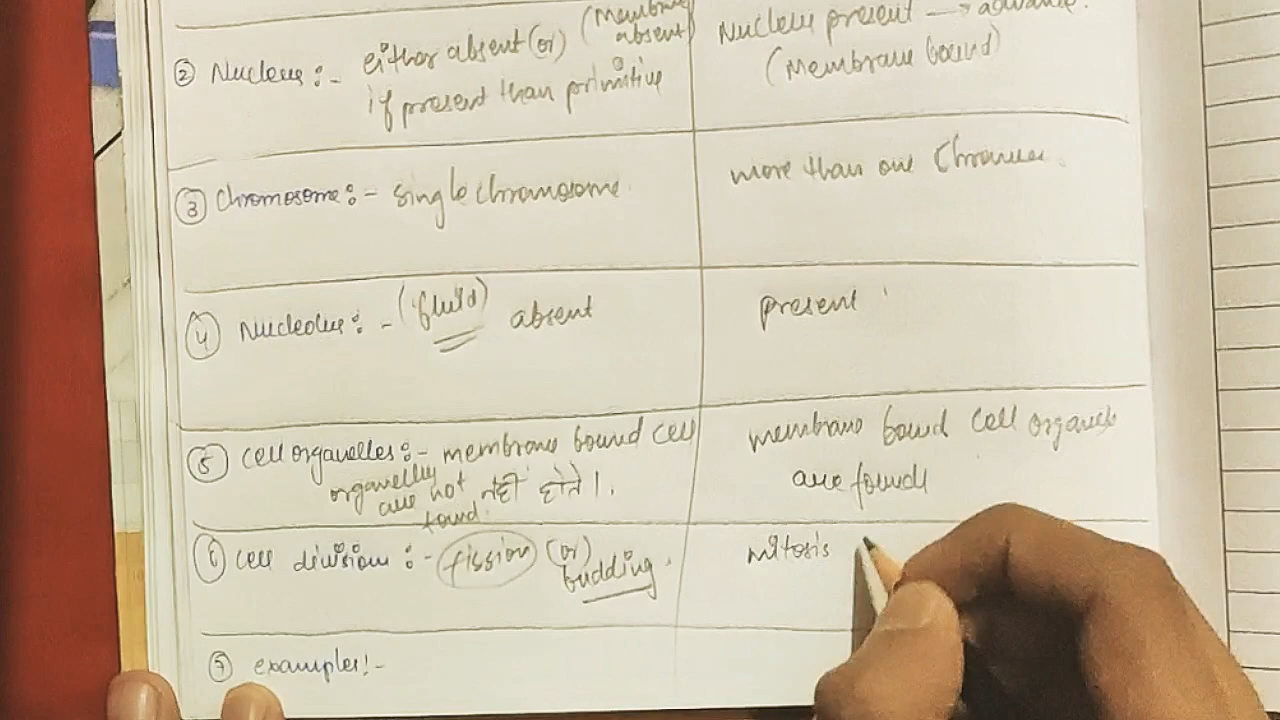 ② Nucleus :- either absent (or) (Membrane absent)
if present than primitive
Nucleus present → advance.
(Membrane bound)
③ Chromosome :- single chromosome.
more than one
④ Nucleolus :- (fluid) absent
present
⑤ cell organelles :- membrane bound cell
organelles are not found. नही होते ।.
membrane bound cell organells
are found
⑥ cell division :- fission (or)
budding.
mitosis
⑦ examples :-